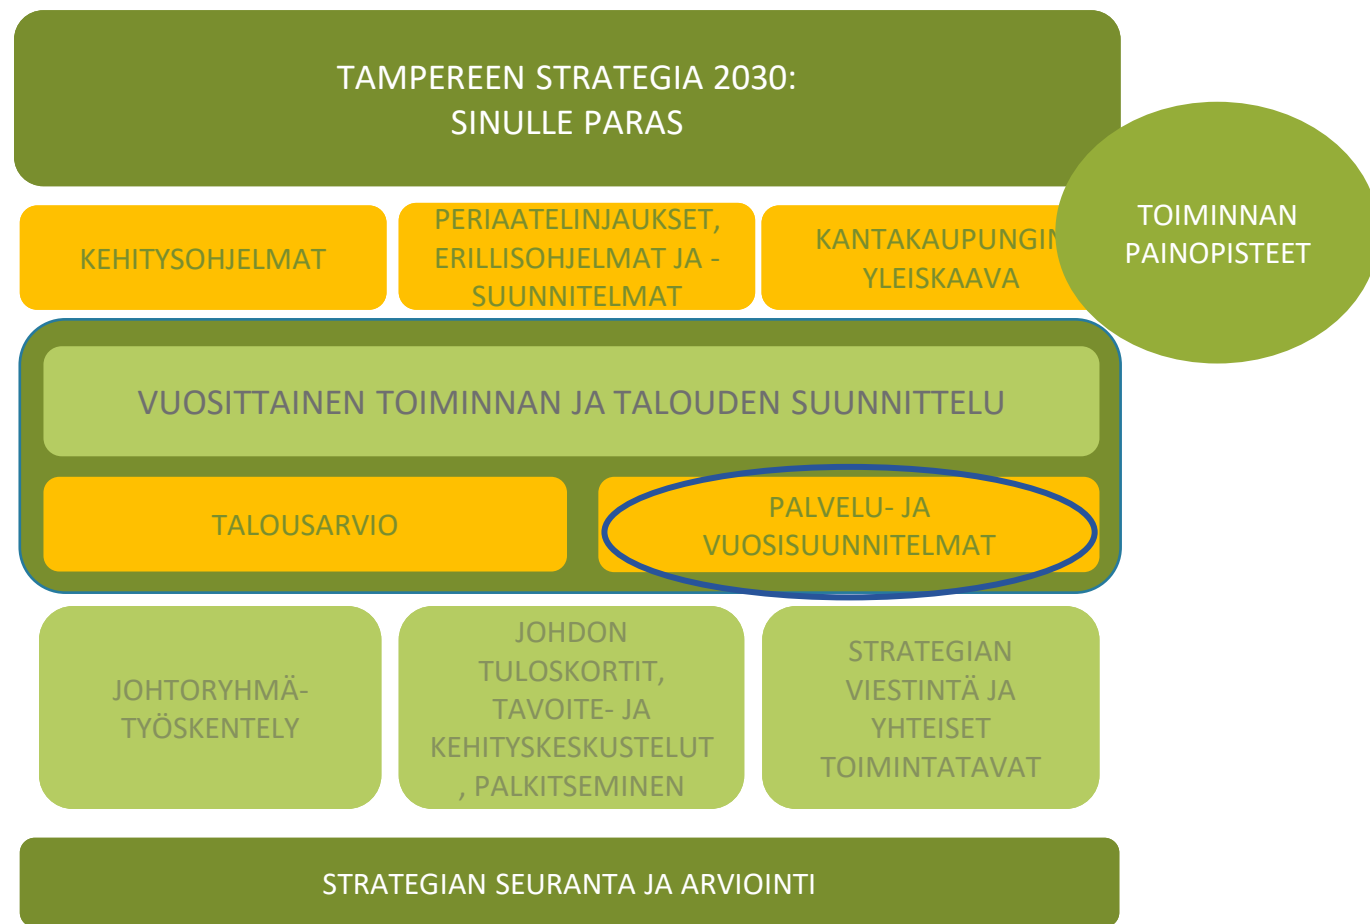 TAMPEREEN STRATEGIA 2030:
SINULLE PARAS
TOIMINNAN
PAINOPISTEET
KEHITYSOHJELMAT
PERIAATELINJAUKSET,
ERILLISOHJELMAT JA -
SUUNNITELMAT
KANTAKAUPUNGIN
YLEISKAAVA
VUOSITTAINEN TOIMINNAN JA TALOUDEN SUUNNITTELU
TALOUSARVIO
PALVELU- JA
VUOSISUUNNITELMAT
JOHTORYHMÄ-
TYÖSKENTELY
JOHDON
TULOSKORTIT,
TAVOITE- JA
KEHITYSKESKUSTELUT
, PALKITSEMINEN
STRATEGIAN
VIESTINTÄ JA
YHTEISET
TOIMINTATAVAT
STRATEGIAN SEURANTA JA ARVIOINTI